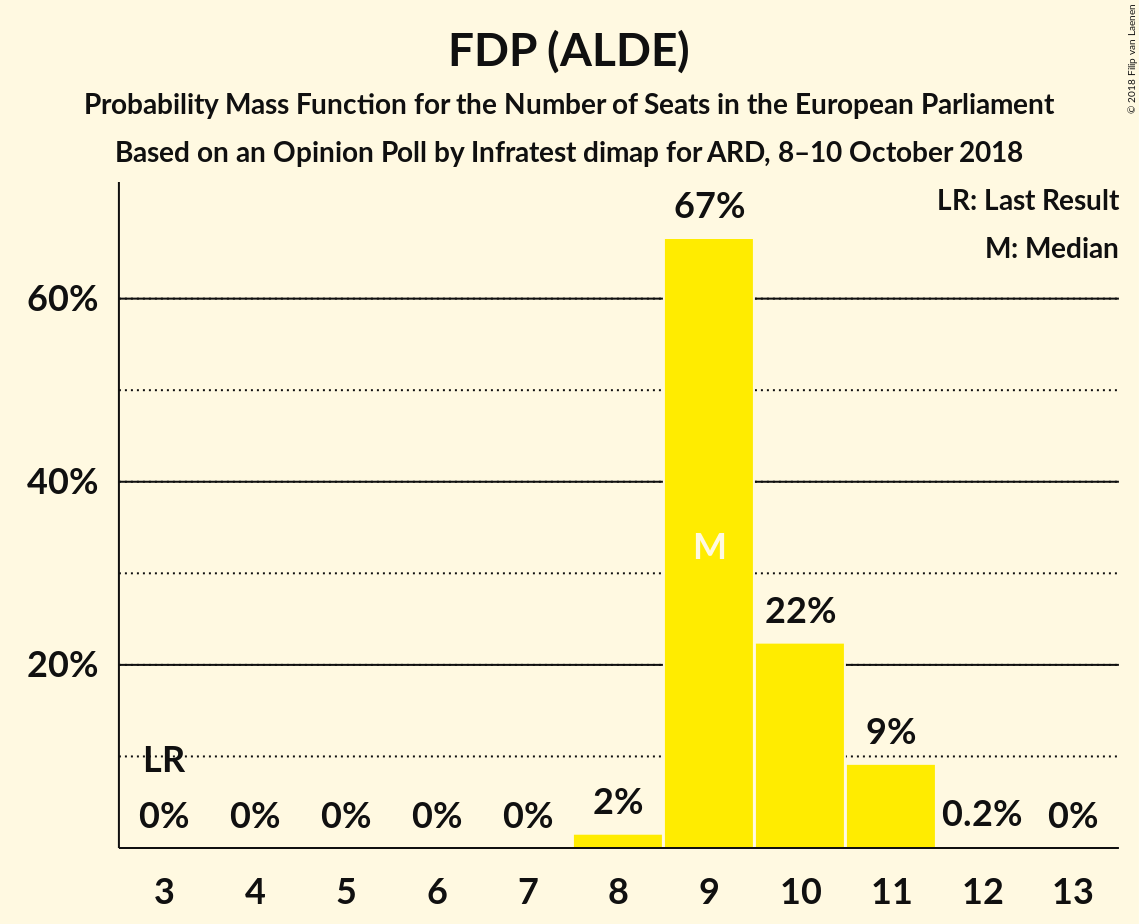 FDP (ALDE)
Probability Mass Function for the Number of Seats in the European Parliament
Based on an Opinion Poll by Infratest dimap for ARD, 8–10 October 2018
© 2018 Filip van Laenen
LR: Last Result
M: Median
60%
40%
20%
67%
M
22%
9%
LR
0% 0% 0% 0% 0% 2% 0.2% 0%
3 4 5 6 7 8 9 10 11 12 13